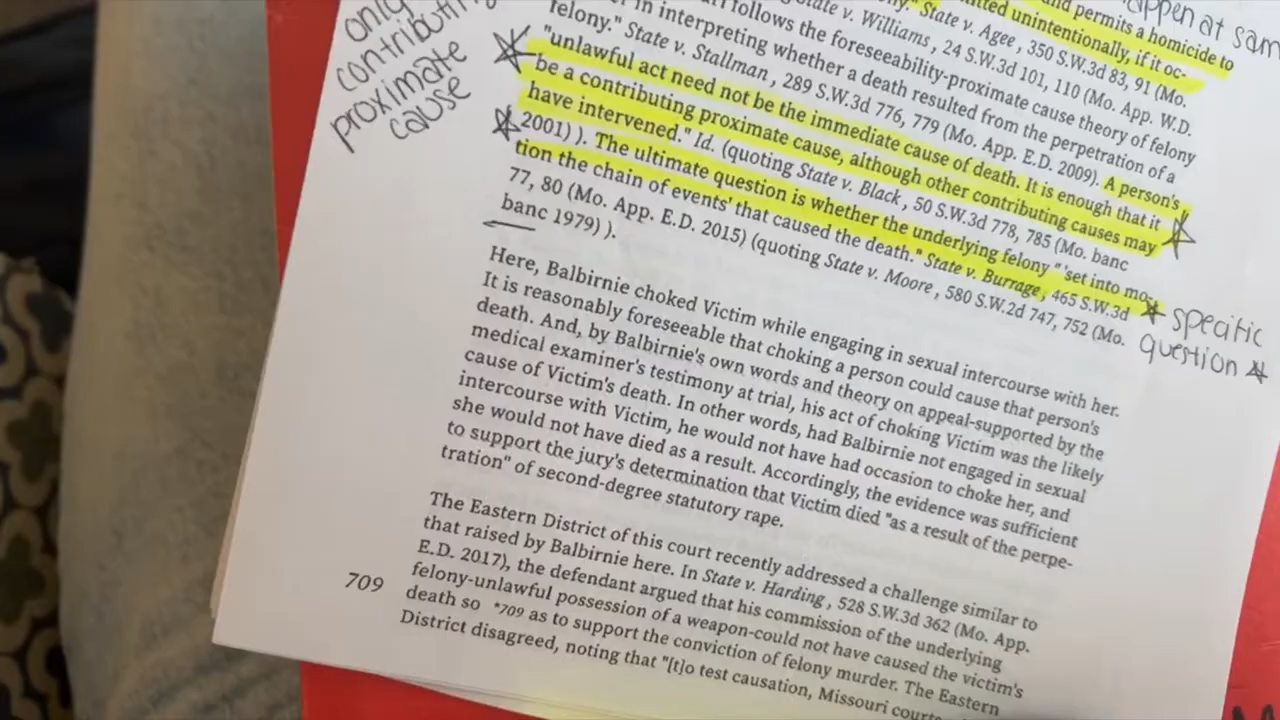 only
contributin
proximate
cause
appen at sam
and permits a homicide to
itted unintentionally, if it oc-
State v. Agee , 350 S.W.3d 83, 91 (Mo.
State v. Williams , 24 S.W.3d 101, 110 (Mo. App. W.D.
follows the foreseeability-proximate cause theory of felony
in interpreting whether a death resulted from the perpetration of a
felony." State v. Stallman , 289 S.W.3d 776, 779 (Mo. App. E.D. 2009). A person's
"unlawful act need not be the immediate cause of death. It is enough that it
be a contributing proximate cause, although other contributing causes may
have intervened." Id. (quoting State v. Black , 50 S.W.3d 778, 785 (Mo. banc
2001) ). The ultimate question is whether the underlying felony " 'set into mo-
tion the chain of events' that caused the death." State v. Burrage , 465 S.W.3d
77, 80 (Mo. App. E.D. 2015) (quoting State v. Moore , 580 S.W.2d 747, 752 (Mo.
banc 1979) ).
specific
question
Here, Balbirnie choked Victim while engaging in sexual intercourse with her.
It is reasonably foreseeable that choking a person could cause that person's
death. And, by Balbirnie's own words and theory on appeal-supported by the
medical examiner's testimony at trial, his act of choking Victim was the likely
cause of Victim's death. In other words, had Balbirnie not engaged in sexual
intercourse with Victim, he would not have had occasion to choke her, and
she would not have died as a result. Accordingly, the evidence was sufficient
to support the jury's determination that Victim died "as a result of the perpe-
tration" of second-degree statutory rape.
The Eastern District of this court recently addressed a challenge similar to
that raised by Balbirnie here. In State v. Harding , 528 S.W.3d 362 (Mo. App.
E.D. 2017), the defendant argued that his commission of the underlying
felony-unlawful possession of a weapon-could not have caused the victim's
709
death so *709 as to support the conviction of felony murder. The Eastern
District disagreed, noting that "[t]o test causation, Missouri courts